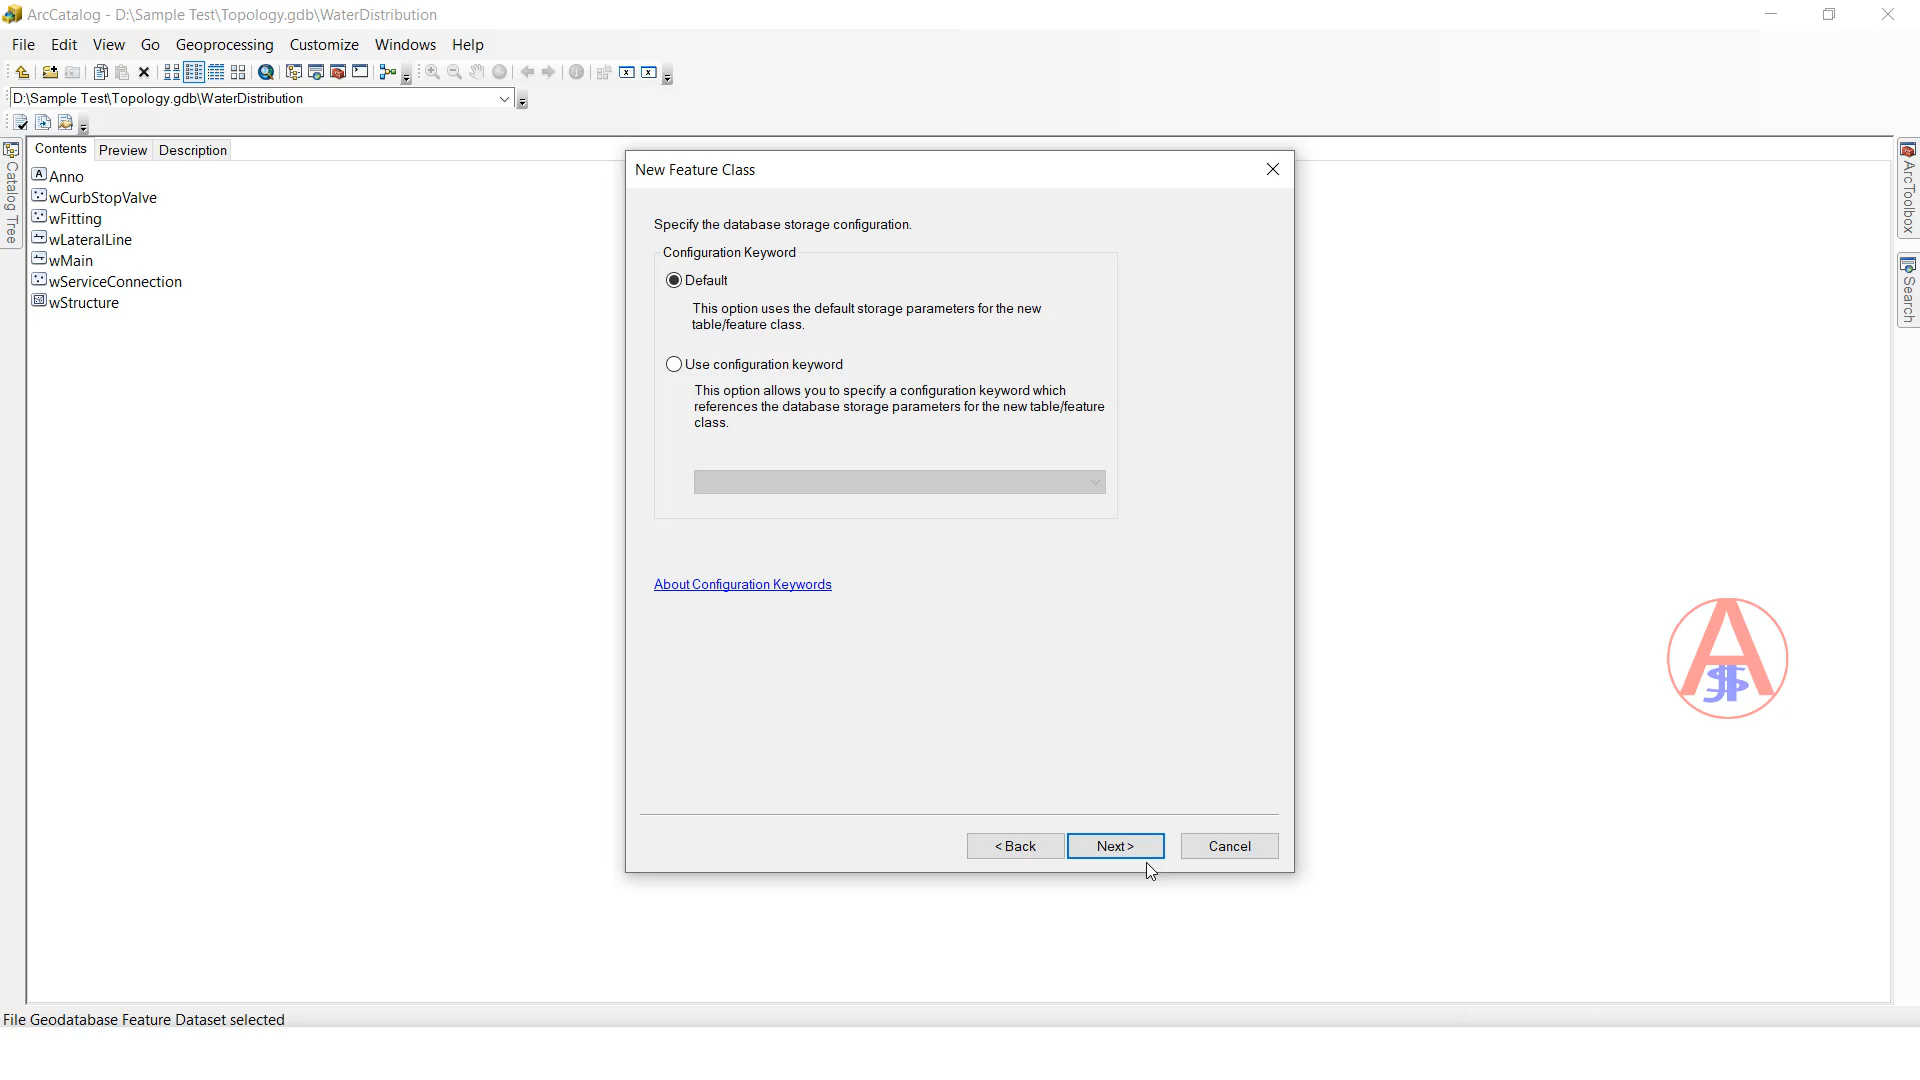 ArcCatalog - D:\Sample Test\Topology.gdb\WaterDistribution
File Edit View Go Geoprocessing Customize Windows Help
D:\Sample Test\Topology.gdb\WaterDistribution
Catalog Tree
Contents Preview Description
Anno
wCurbStopValve
wFitting
wLateralLine
wMain
wServiceConnection
wStructure
New Feature Class
Specify the database storage configuration.
Configuration Keyword
Default
This option uses the default storage parameters for the new
table/feature class.
Use configuration keyword
This option allows you to specify a configuration keyword which
references the database storage parameters for the new table/feature
class.
About Configuration Keywords
< Back Next > Cancel
ArcToolbox
Search
File Geodatabase Feature Dataset selected